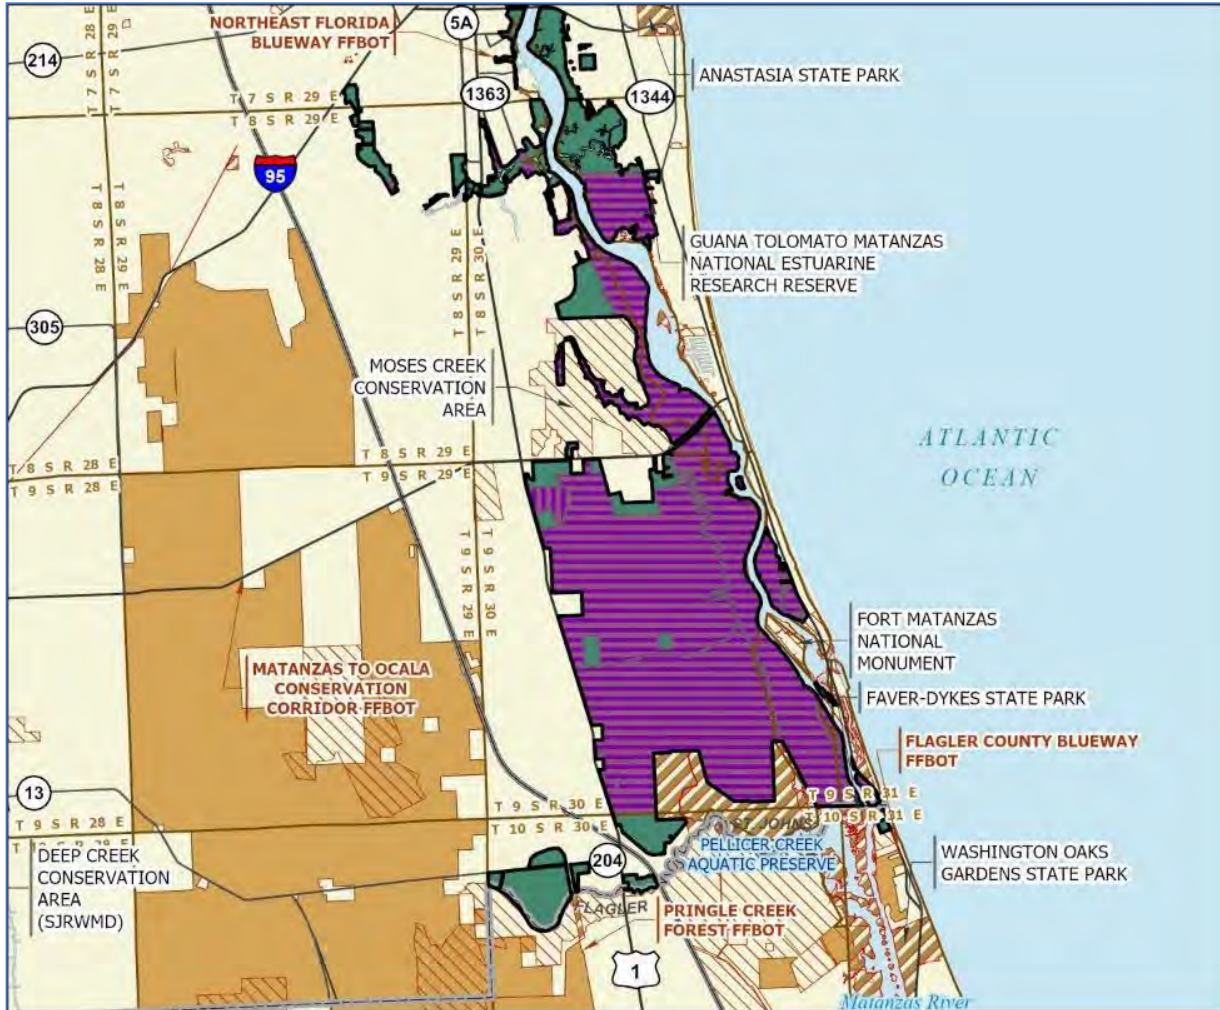 NORTHEAST FLORIDA
BLUEWAY FFBOT
5A
214
ANASTASIA STATE PARK
1363
1344
T 7 S R 28 E
T 7 S R 29 E
T 7 S R 29 E
T 8 S R 29 E
95
T 8 S R 28 E
T 8 S R 29 E
T 8 S R 29 E
T 8 S R 30 E
GUANA TOLOMATO MATANZAS
NATIONAL ESTUARINE
RESEARCH RESERVE
305
MOSES CREEK
CONSERVATION
AREA
ATLANTIC
OCEAN
T 8 S R 28 E
T 9 S R 28 E
T 8 S R 29 E
T 9 S R 29 E
T 9 S R 29 E
T 9 S R 30 E
FORT MATANZAS
NATIONAL
MONUMENT
MATANZAS TO OCALA
CONSERVATION
CORRIDOR FFBOT
FAVER-DYKES STATE PARK
FLAGLER COUNTY BLUEWAY
FFBOT
13
T 9 S R 30 E
T 10 S R 30 E
T 9 S R 31 E
T 10 S R 31 E
T 9 S R 28 E
ST. JOHNS
DEEP CREEK
CONSERVATION
AREA
(SJRWMD)
204
PELLICER CREEK
AQUATIC PRESERVE
WASHINGTON OAKS
GARDENS STATE PARK
FLAGLER
PRINGLE CREEK
FOREST FFBOT
1
Matanzas River